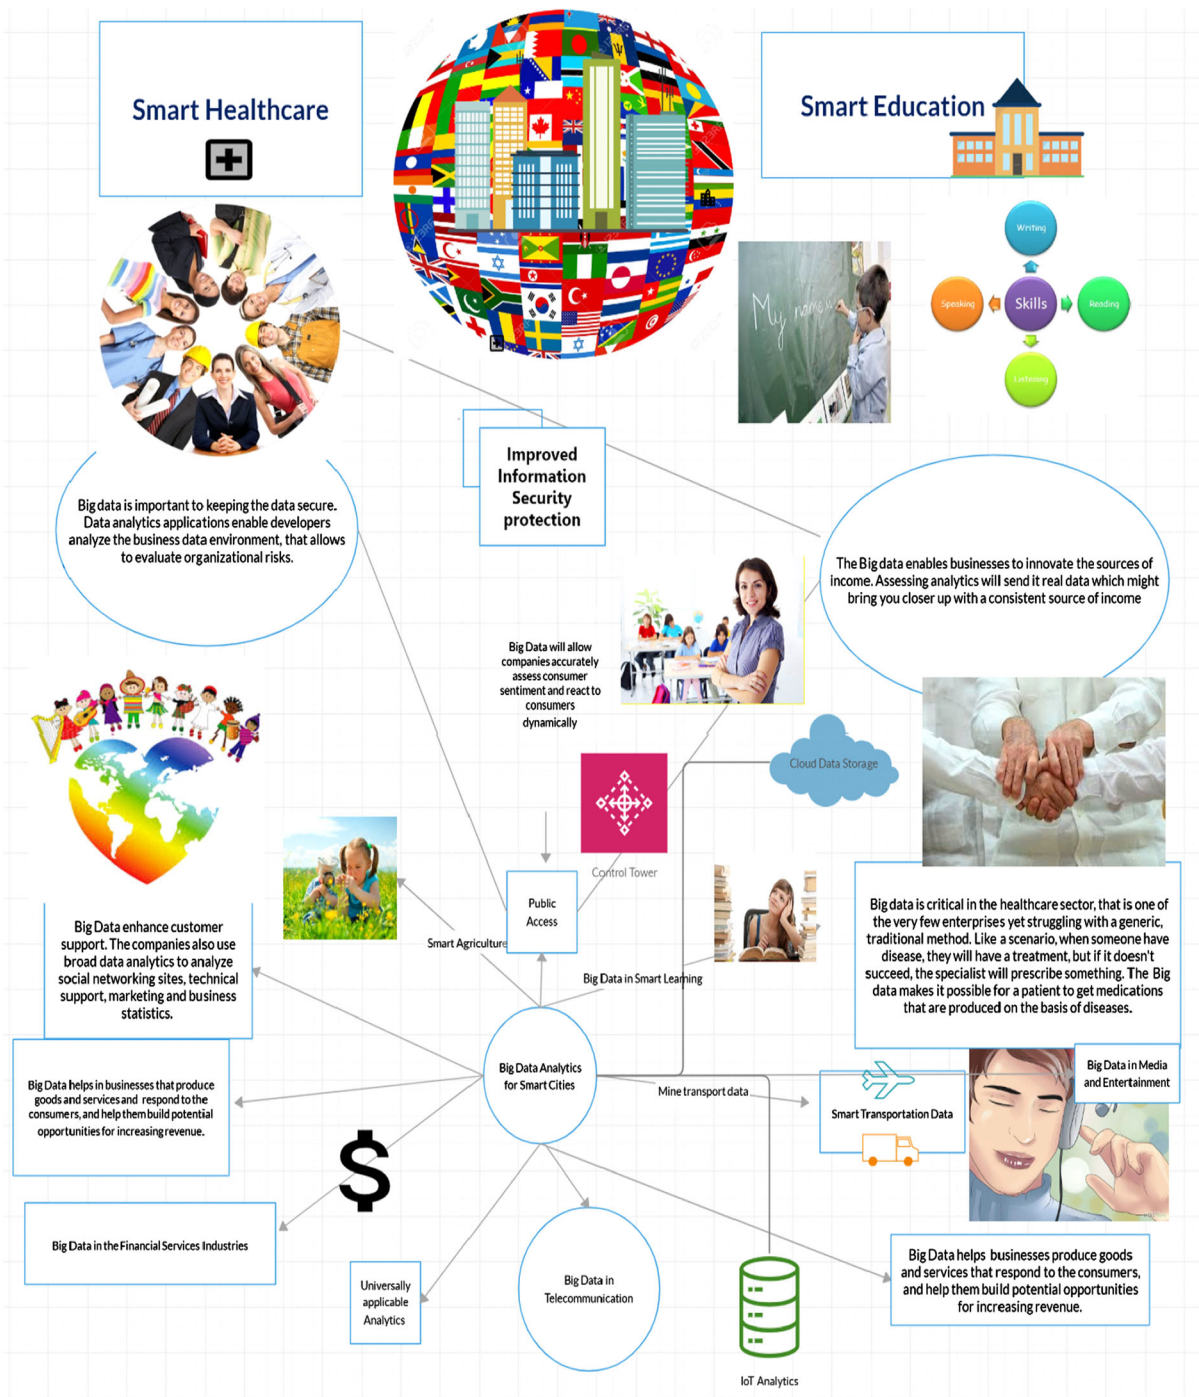 Smart Healthcare
Smart Education
Writing
Speaking
Skills
Reading
Listening
My name is
Improved
Information
Security
protection
Big data is important to keeping the data secure.
Data analytics applications enable developers
analyze the business data environment, that allows
to evaluate organizational risks.
The Big data enables businesses to innovate the sources of
income. Assessing analytics will send it real data which might
bring you closer up with a consistent source of income
Big Data will allow
companies accurately
assess consumer
sentiment and react to
consumers
dynamically
Cloud Data Storage
Control Tower
Public
Access
Smart Agriculture
Big Data in Smart Learning
Big Data enhance customer
support. The companies also use
broad data analytics to analyze
social networking sites, technical
support, marketing and business
statistics.
Big data is critical in the healthcare sector, that is one of
the very few enterprises yet struggling with a generic,
traditional method. Like a scenario, when someone have
disease, they will have a treatment, but if it doesn't
succeed, the specialist will prescribe something. The Big
data makes it possible for a patient to get medications
that are produced on the basis of diseases.
Big Data Analytics
for Smart Cities
Big Data in Media
and Entertainment
Mine transport data
Smart Transportation Data
Big Data helps in businesses that produce
goods and services and respond to the
consumers, and help them build potential
opportunities for increasing revenue.
$
Big Data in the Financial Services Industries
Universally
applicable
Analytics
Big Data in
Telecommunication
Big Data helps businesses produce goods
and services that respond to the consumers,
and help them build potential opportunities
for increasing revenue.
IoT Analytics